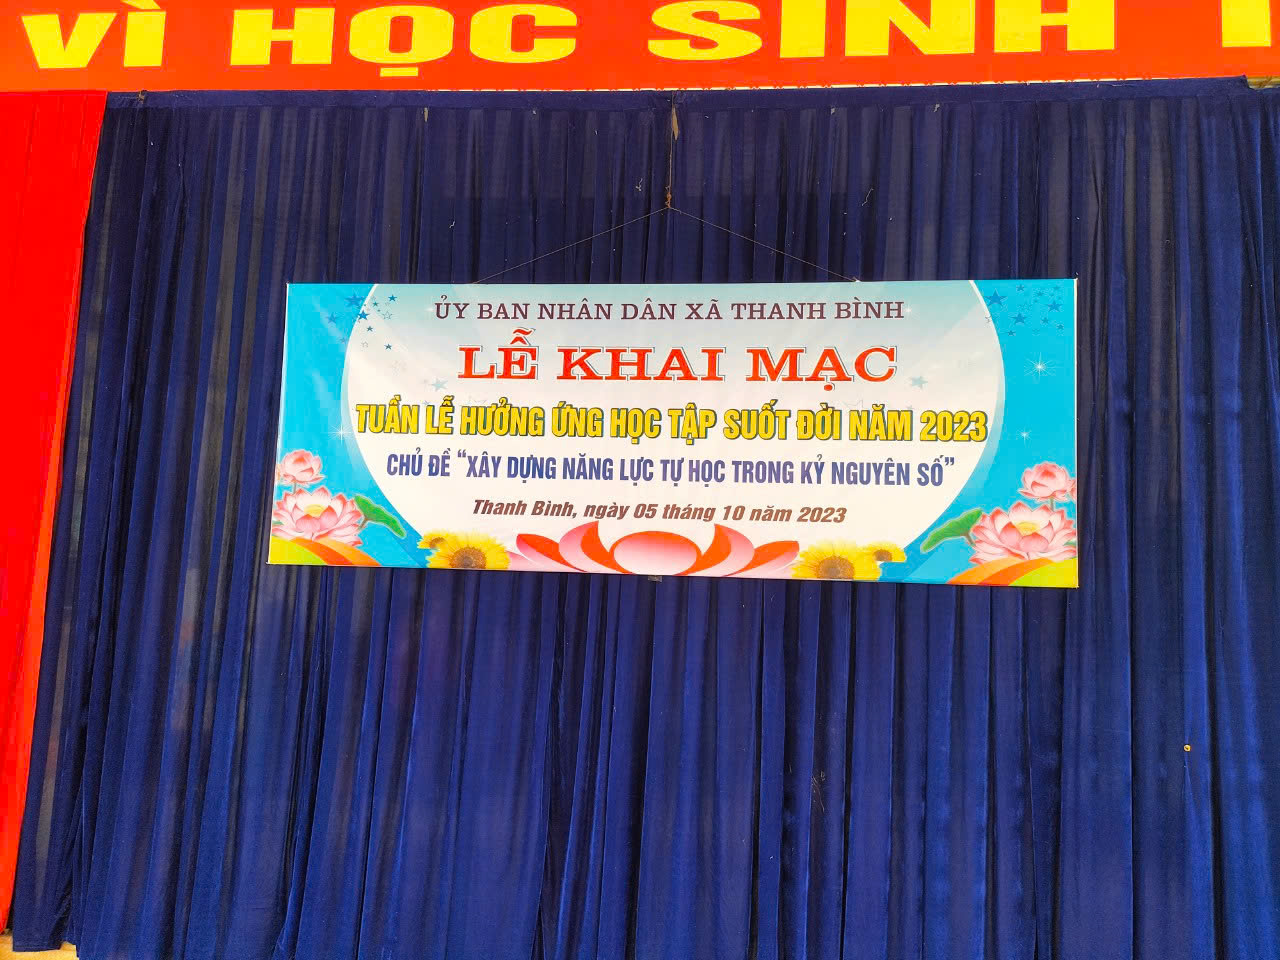 VÌ HỌC SINH
ỦY BAN NHÂN DÂN XÃ THANH BÌNH
LỄ KHAI MẠC
TUẦN LỄ HƯỞNG ỨNG HỌC TẬP SUỐT ĐỜI NĂM 2023
CHỦ ĐỀ "XÂY DỰNG NĂNG LỰC TỰ HỌC TRONG KỶ NGUYÊN SỐ"
Thanh Bình, ngày 05 tháng 10 năm 2023